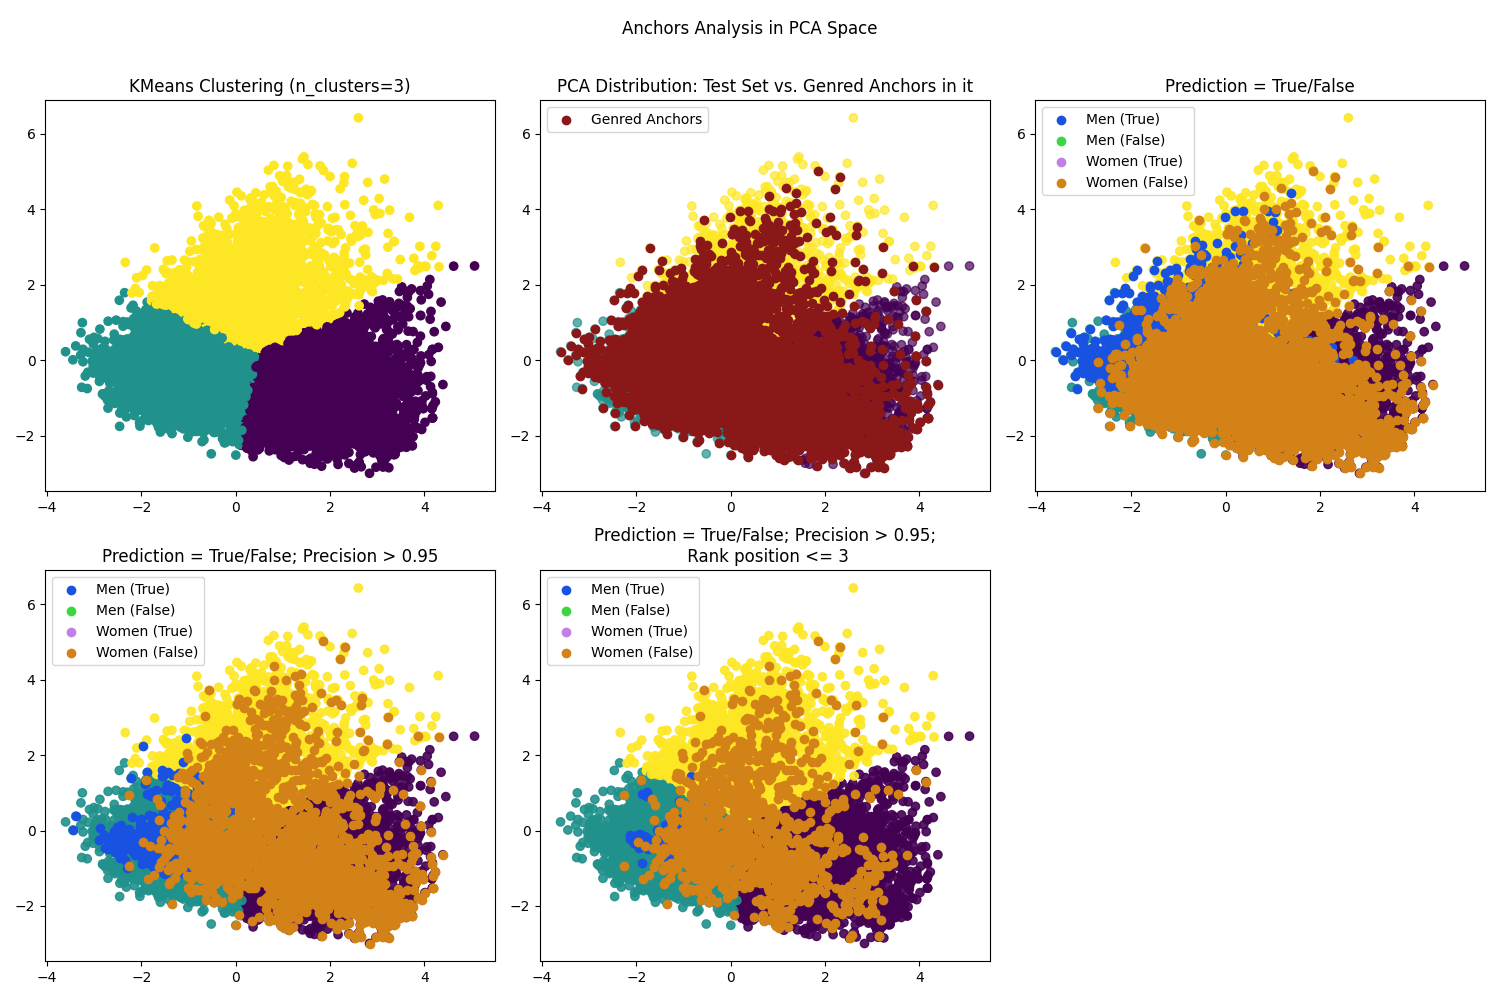 Anchors Analysis in PCA Space
KMeans Clustering (n_clusters=3)
6
4
2
0
−2
−4
−2
0
2
4
PCA Distribution: Test Set vs. Genred Anchors in it
Genred Anchors
6
4
2
0
−2
−4
−2
0
2
4
Prediction = True/False
Men (True)
Men (False)
Women (True)
Women (False)
6
4
2
0
−2
−4
−2
0
2
4
Prediction = True/False; Precision > 0.95
Men (True)
Men (False)
Women (True)
Women (False)
6
4
2
0
−2
−4
−2
0
2
4
Prediction = True/False; Precision > 0.95;
Rank position <= 3
Men (True)
Men (False)
Women (True)
Women (False)
6
4
2
0
−2
−4
−2
0
2
4